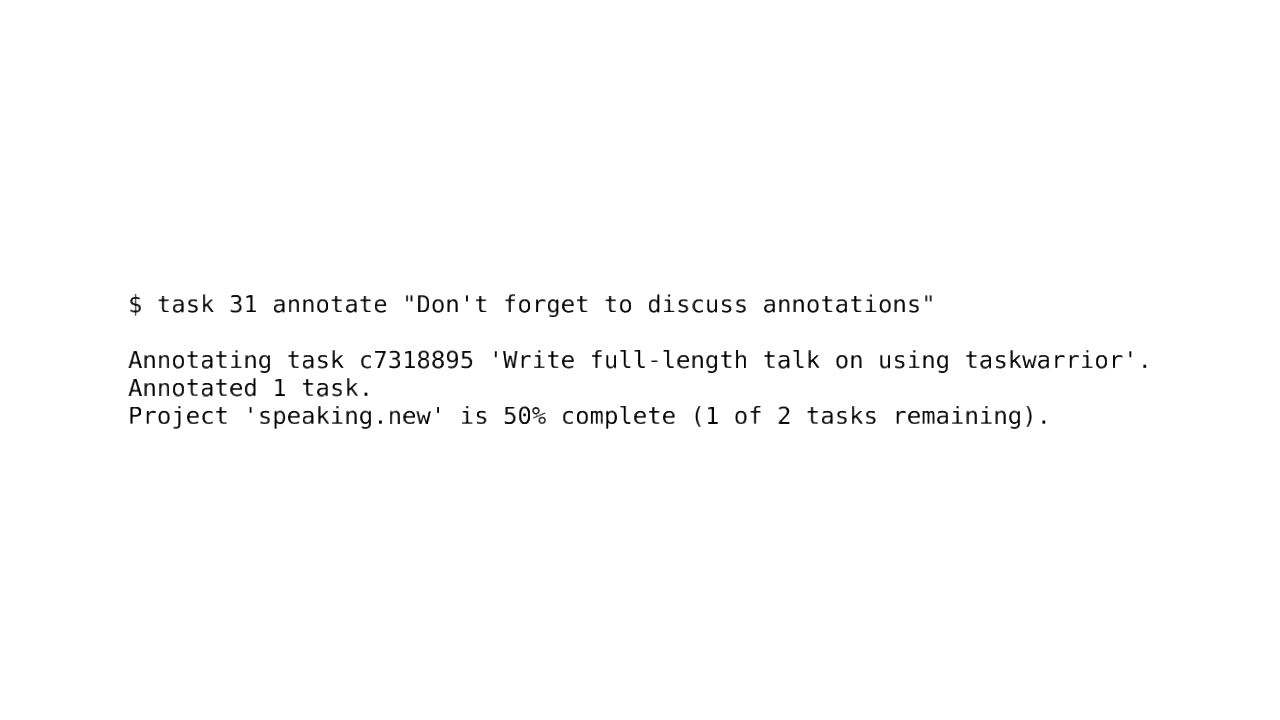 $ task 31 annotate "Don't forget to discuss annotations"
Annotating task c7318895 'Write full-length talk on using taskwarrior'.
Annotated 1 task.
Project 'speaking.new' is 50% complete (1 of 2 tasks remaining).